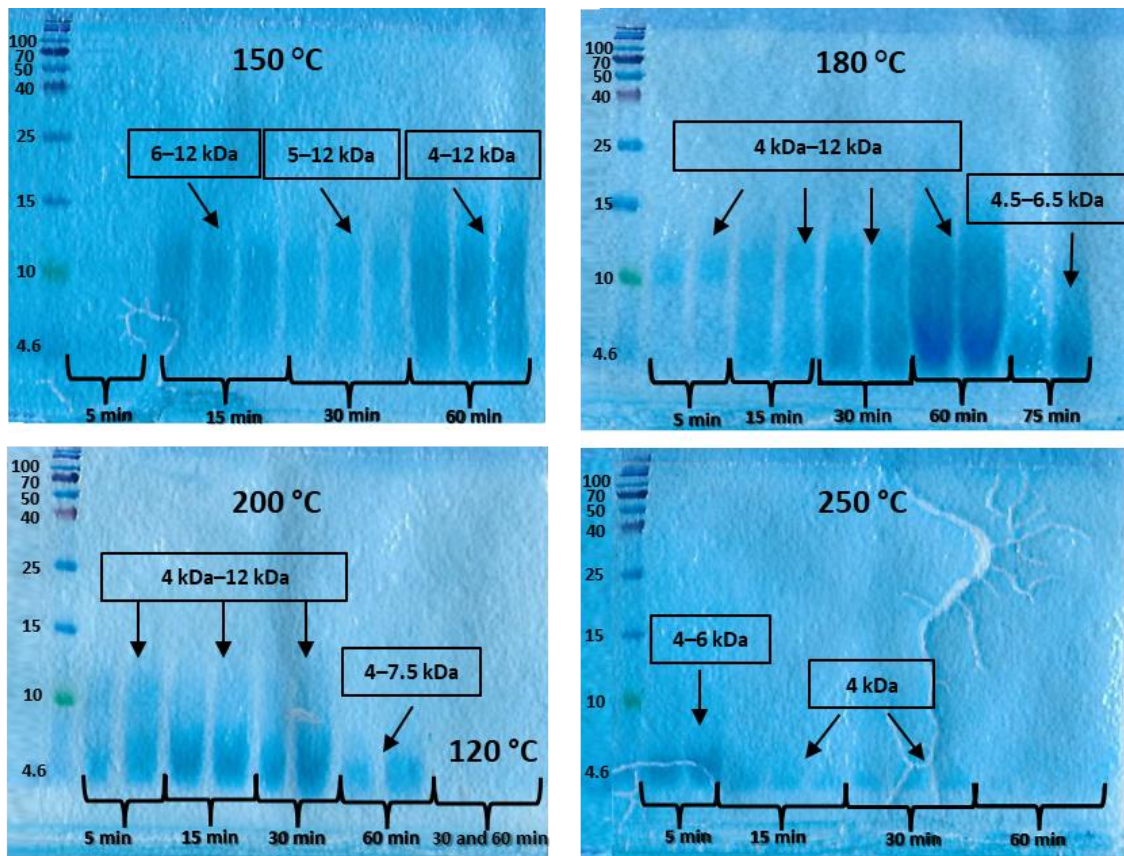 150 °C
100
70
50
40
25
15
10
4.6
6–12 kDa
5–12 kDa
4–12 kDa
5 min
15 min
30 min
60 min
180 °C
100
70
50
40
25
15
10
4.6
4 kDa–12 kDa
4.5–6.5 kDa
5 min
15 min
30 min
60 min
75 min
200 °C
100
70
50
40
25
15
10
4.6
4 kDa–12 kDa
4–7.5 kDa
120 °C
5 min
15 min
30 min
60 min
30 and 60 min
250 °C
100
70
50
40
25
15
10
4.6
4–6 kDa
4 kDa
5 min
15 min
30 min
60 min